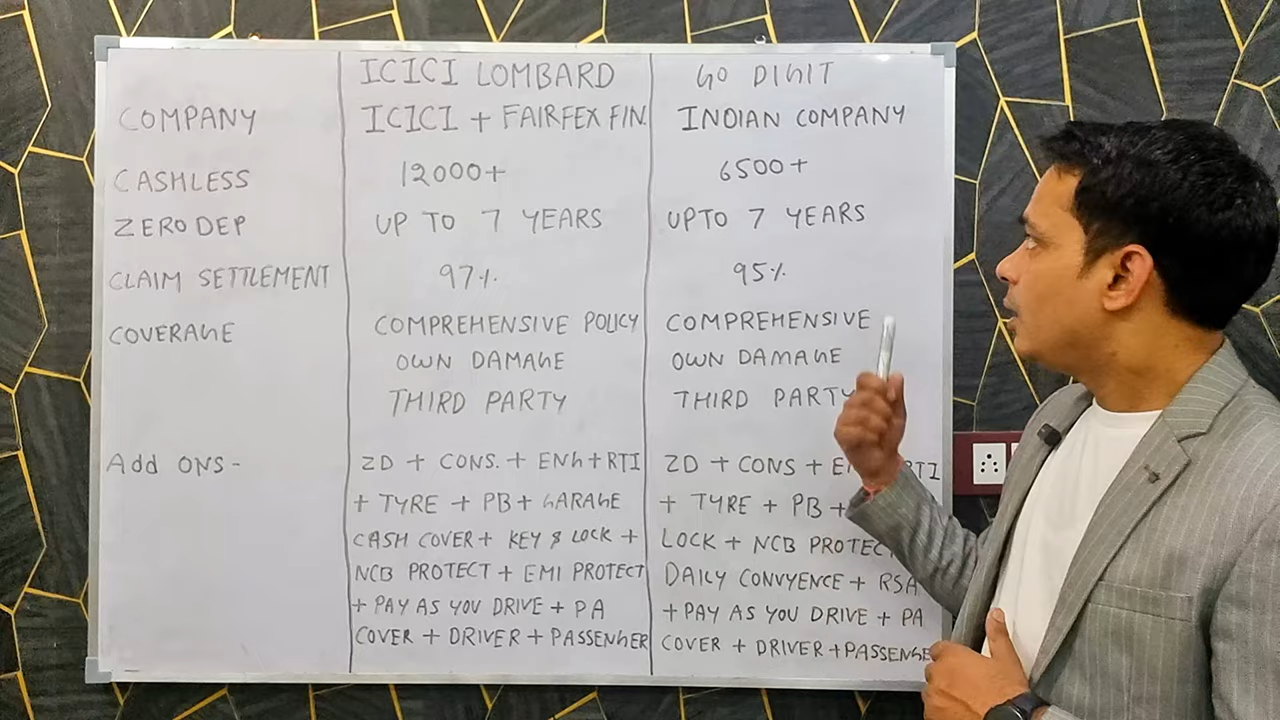 ICICI LOMBARD GO DIGIT
COMPANY ICICI + FAIRFEX FIN. INDIAN COMPANY
CASHLESS 12000+ 6500+
ZERO DEP UP TO 7 YEARS UPTO 7 YEARS
CLAIM SETTLEMENT 97% 95%
COVERAGE COMPREHENSIVE POLICY COMPREHENSIVE
OWN DAMAGE OWN DAMAGE
THIRD PARTY THIRD PARTY
Add ONS - ZD + CONS. + ENG + RTI ZD + CONS + RTI
+ TYRE + PB + GARAGE + TYRE + PB +
CASH COVER + KEY & LOCK + LOCK + NCB PROTECT
NCB PROTECT + EMI PROTECT DAILY CONVYENCE + RSA
+ PAY AS YOU DRIVE + PA + PAY AS YOU DRIVE + PA
COVER + DRIVER + PASSENGER COVER + DRIVER + PASSENGE